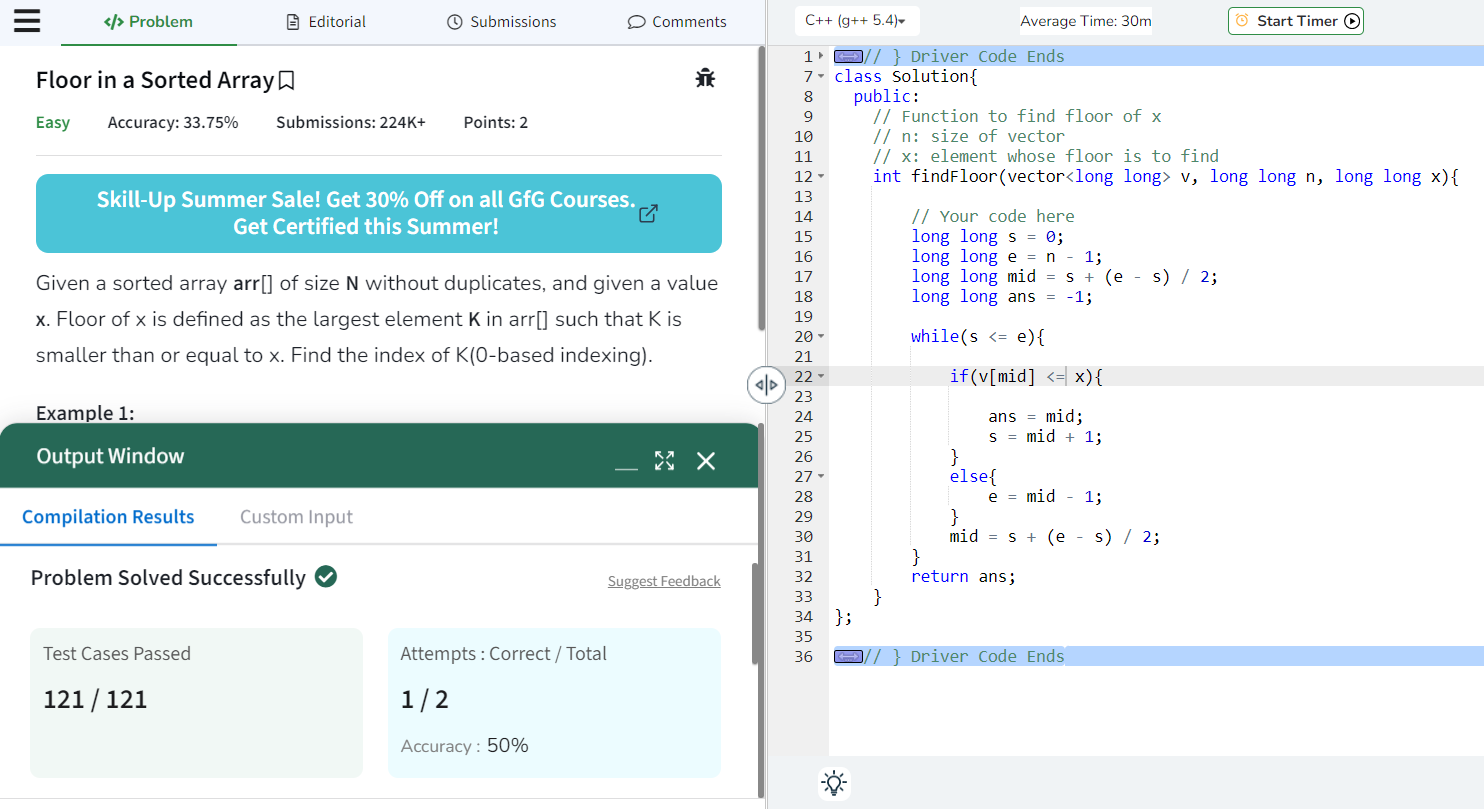 Problem
Editorial
Submissions
Comments
Floor in a Sorted Array
Easy
Accuracy: 33.75%
Submissions: 224K+
Points: 2
Skill-Up Summer Sale! Get 30% Off on all GfG Courses.
Get Certified this Summer!
Given a sorted array arr[] of size N without duplicates, and given a value
x. Floor of x is defined as the largest element K in arr[] such that K is
smaller than or equal to x. Find the index of K(0-based indexing).
Example 1:
Output Window
Compilation Results
Custom Input
Problem Solved Successfully
Suggest Feedback
Test Cases Passed
121 / 121
Attempts : Correct / Total
1 / 2
Accuracy : 50%
C++ (g++ 5.4)
Average Time: 30m
Start Timer
1 // } Driver Code Ends
7 class Solution{
8 public:
9 // Function to find floor of x
10 // n: size of vector
11 // x: element whose floor is to find
12 int findFloor(vector<long long> v, long long n, long long x){
13
14 // Your code here
15 long long s = 0;
16 long long e = n - 1;
17 long long mid = s + (e - s) / 2;
18 long long ans = -1;
19
20 while(s <= e){
21
22 if(v[mid] <= x){
23
24 ans = mid;
25 s = mid + 1;
26 }
27 else{
28 e = mid - 1;
29 }
30 mid = s + (e - s) / 2;
31 }
32 return ans;
33 }
34 };
35
36 // } Driver Code Ends